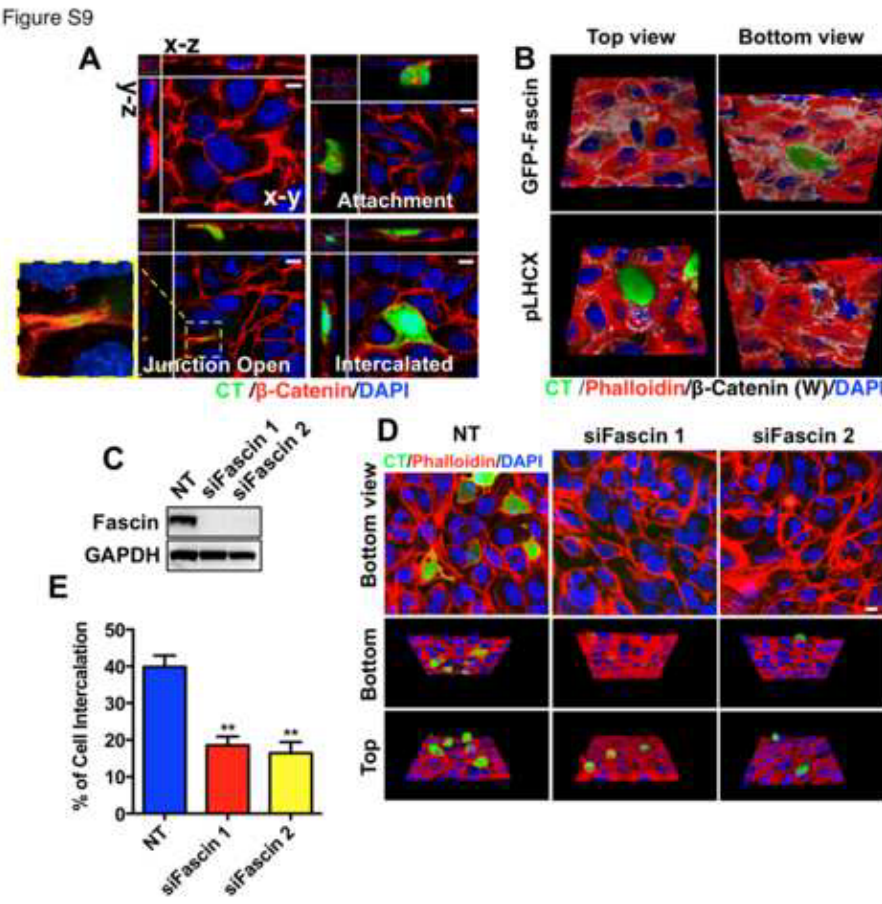 Figure S9
A
x-z
y-z
x-y
Attachment
Junction Open
Intercalated
CT /β-Catenin/DAPI
B
Top view
Bottom view
GFP-Fascin
pLHCX
CT /Phalloidin/β-Catenin (W)/DAPI
C
NT
siFascin 1
siFascin 2
Fascin
GAPDH
D
NT
siFascin 1
siFascin 2
CT/Phalloidin/DAPI
Bottom view
Bottom
Top
E
% of Cell Intercalation
50
40
30
20
10
0
**
**
NT
siFascin 1
siFascin 2